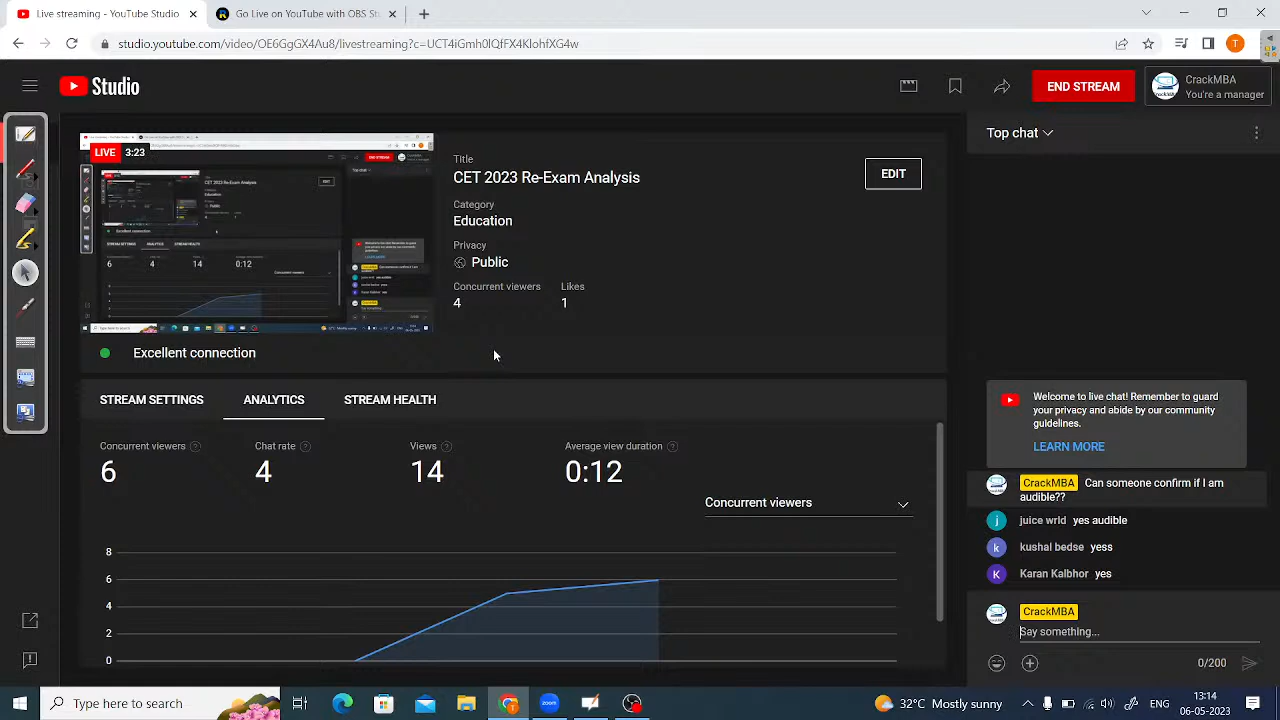 Live streaming - YouTube Studio
Go Live on YouTube with OBS Stu
studio.youtube.com/video/OE6GgGX4Au8/livestreaming?c=UCT4iGmh0lQfFX4KlohfxG4w
Studio
END STREAM
CrackMBA
You're a manager
LIVE 3:23
Title
CET 2023 Re-Exam Analysis
EDIT
Category
Education
Privacy
Public
Concurrent viewers Likes
4 1
Excellent connection
STREAM SETTINGS ANALYTICS STREAM HEALTH
Concurrent viewers Chat rate Views Average view duration
6 4 14 0:12
Concurrent viewers
8
6
4
2
0
Top chat
Welcome to live chat! Remember to guard
your privacy and abide by our community
guidelines.
LEARN MORE
CrackMBA Can someone confirm if I am
audible??
juice wrld yes audible
kushal bedse yess
Karan Kalbhor yes
CrackMBA
Say something...
0/200
Type here to search
32°C Mostly sunny
ENG
13:14
06-05-2023